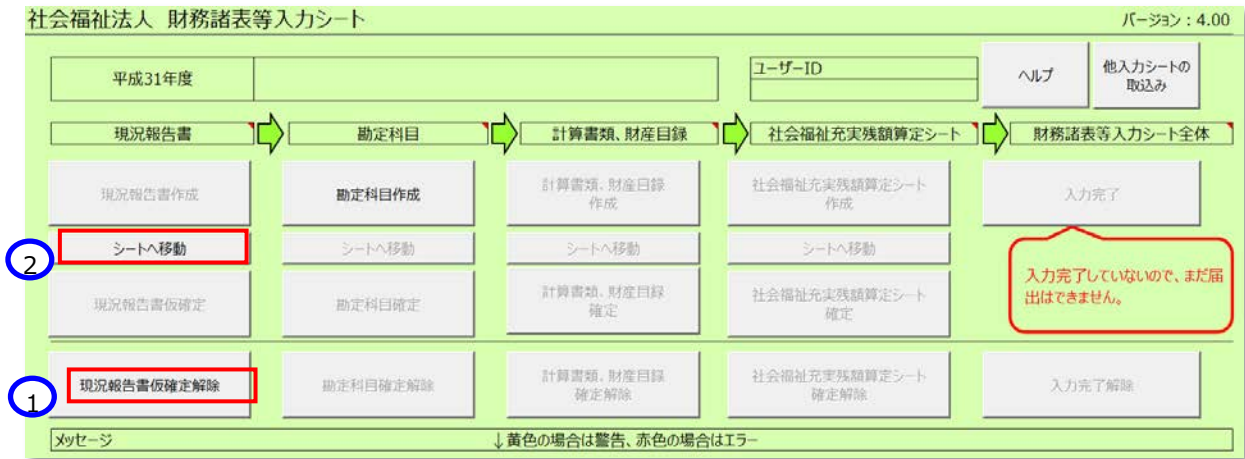 社会福祉法人 財務諸表等入力シート
バージョン：4.00
平成31年度
ユーザーID
ヘルプ
他入力シートの
取込み
現況報告書
勘定科目
計算書類、財産目録
社会福祉充実残額算定シート
財務諸表等入力シート全体
現況報告書作成
勘定科目作成
計算書類、財産目録
作成
社会福祉充実残額算定シート
作成
入力完了
2
シートへ移動
シートへ移動
シートへ移動
シートへ移動
入力完了していないので、まだ届
出はできません。
現況報告書仮確定
勘定科目確定
計算書類、財産目録
確定
社会福祉充実残額算定シート
確定
1
現況報告書仮確定解除
勘定科目確定解除
計算書類、財産目録
確定解除
社会福祉充実残額算定シート
確定解除
入力完了解除
メッセージ
↓黄色の場合は警告、赤色の場合はエラー